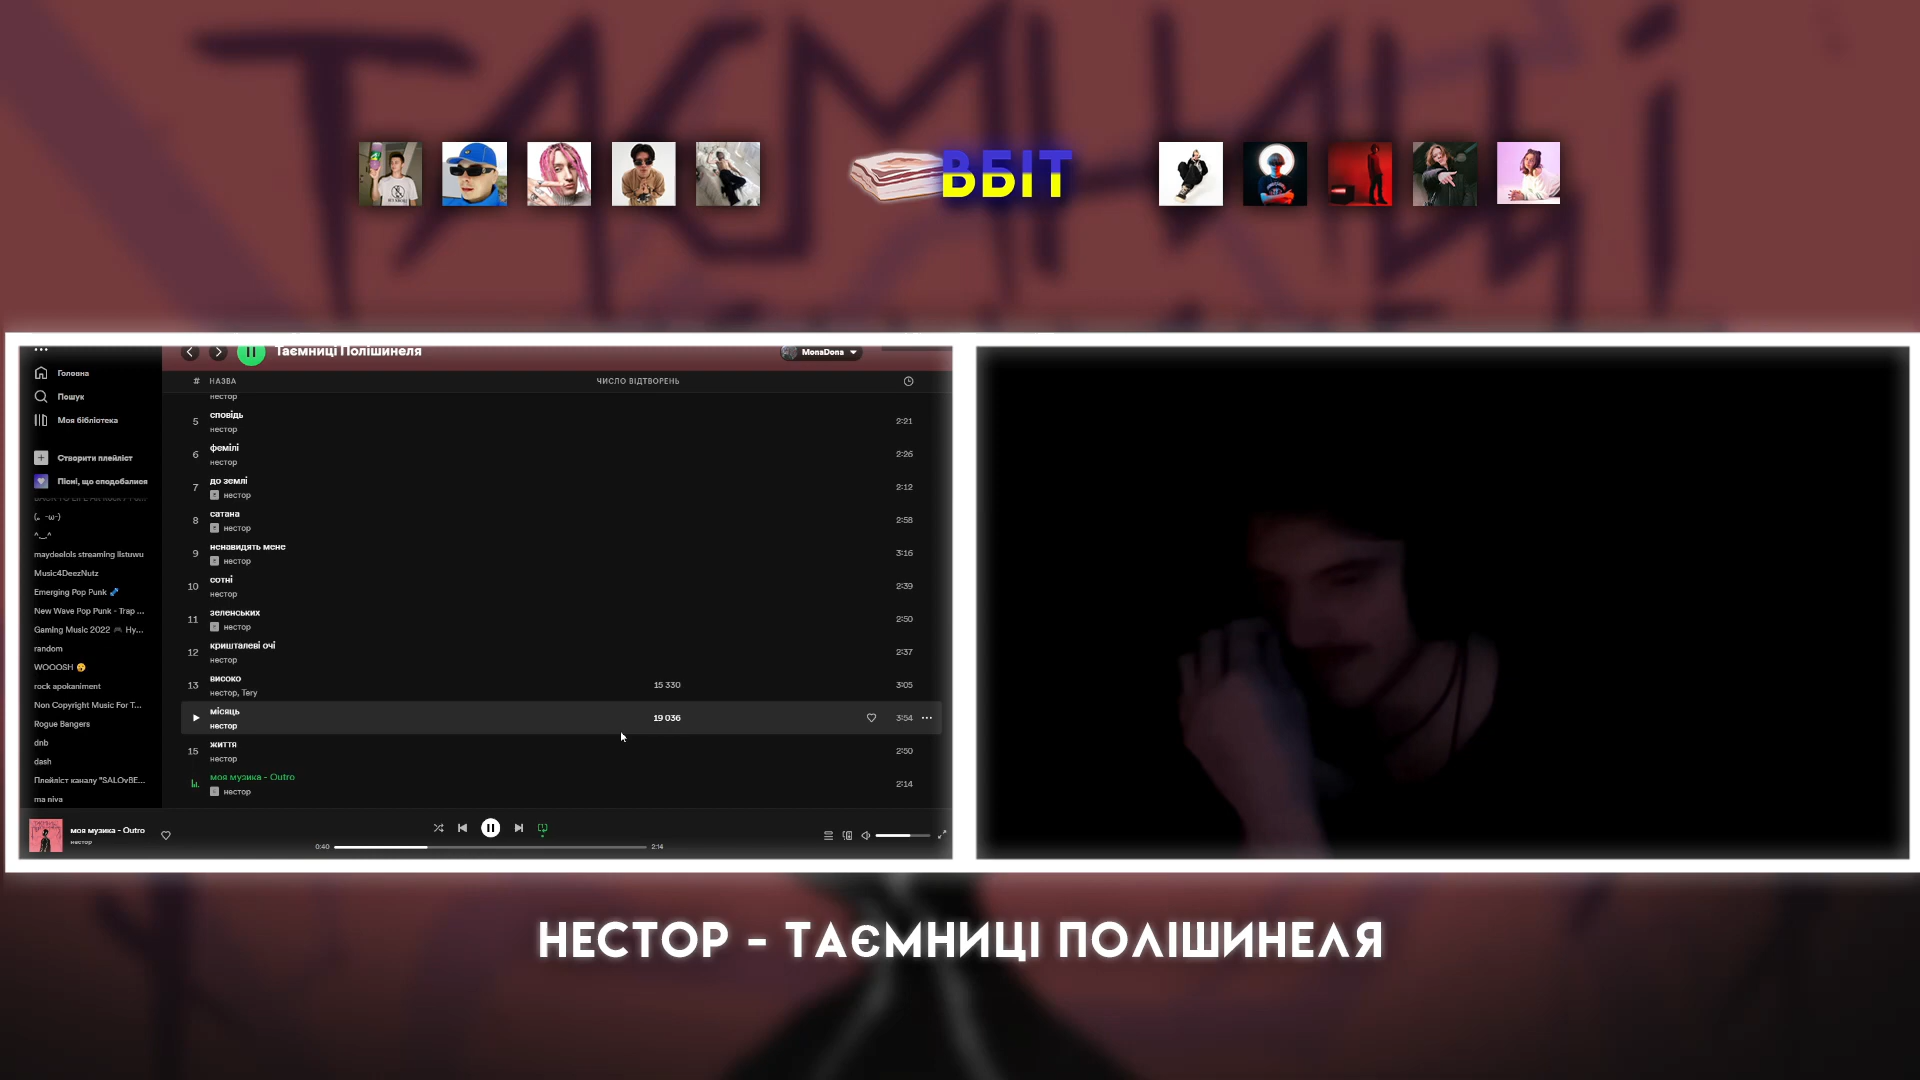 ТАЄМНИЦІ
ВБІТ
Таємниці Полішинеля
MonaDona
Головна
Пошук
Моя бібліотека
Створити плейліст
Пісні, що сподобалися
(｡ -ω-)
^‿^
maydeelols streaming listuwu
Music4DeezNutz
Emerging Pop Punk
New Wave Pop Punk - Trap ...
Gaming Music 2022 🎮 Hy...
random
WOOOSH 😮
rock apokaniment
Non Copyright Music For T...
Rogue Bangers
dnb
dash
Плейліст каналу "SALOvBE...
ma niva
# НАЗВА ЧИСЛО ВІДТВОРЕНЬ
нестор
5 сповідь 2:21
нестор
6 фемілі 2:26
нестор
7 до землі 2:12
E нестор
8 сатана 2:58
E нестор
9 ненавидять мене 3:16
E нестор
10 сотні 2:39
нестор
11 зеленських 2:50
E нестор
12 кришталеві очі 2:37
нестор
13 високо 15 330 3:05
нестор, Tery
місяць 19 036 3:54
нестор
15 життя 2:50
нестор
моя музика - Outro 2:14
E нестор
моя музика - Outro
нестор
0:40 2:14
НЕСТОР - ТАЄМНИЦІ ПОЛІШИНЕЛЯ